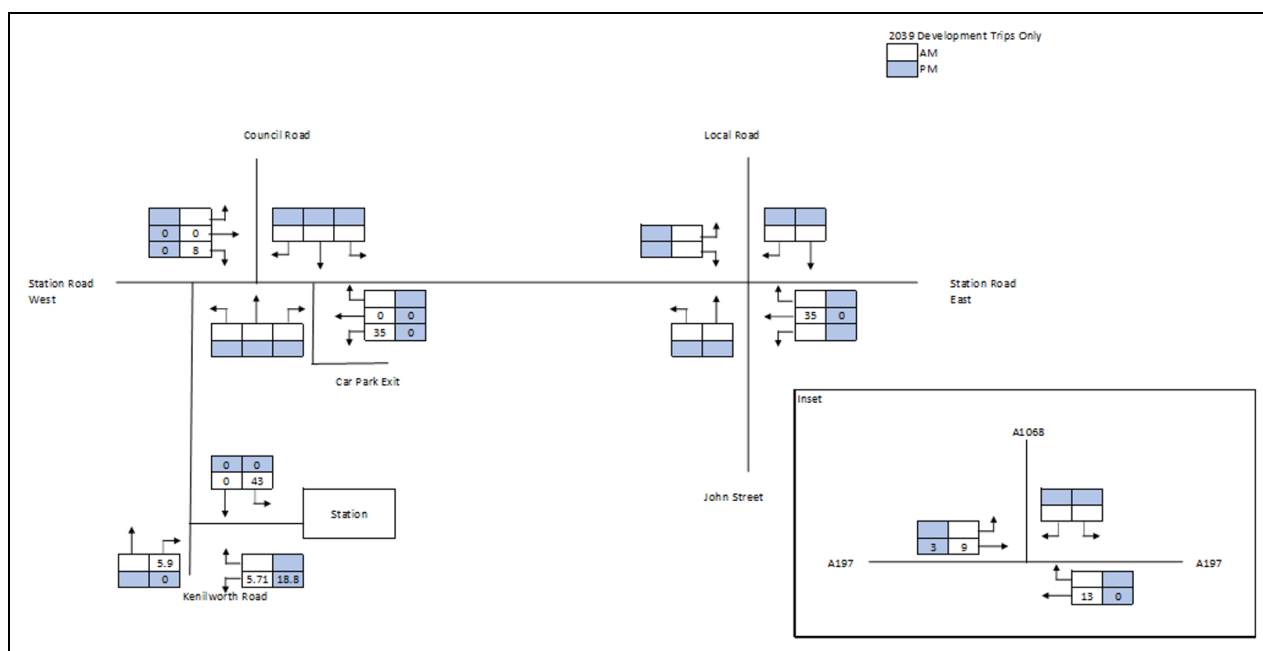 2039 Development Trips Only
AM
PM
Council Road
Local Road
0 0
0 8
Station Road
West
Station Road
East
0 0
35 0
35 0
Car Park Exit
Inset
A1068
0 0
0 43
Station
John Street
3 9
A197
A197
5.9
0
5.71 18.8
13 0
Kenilworth Road